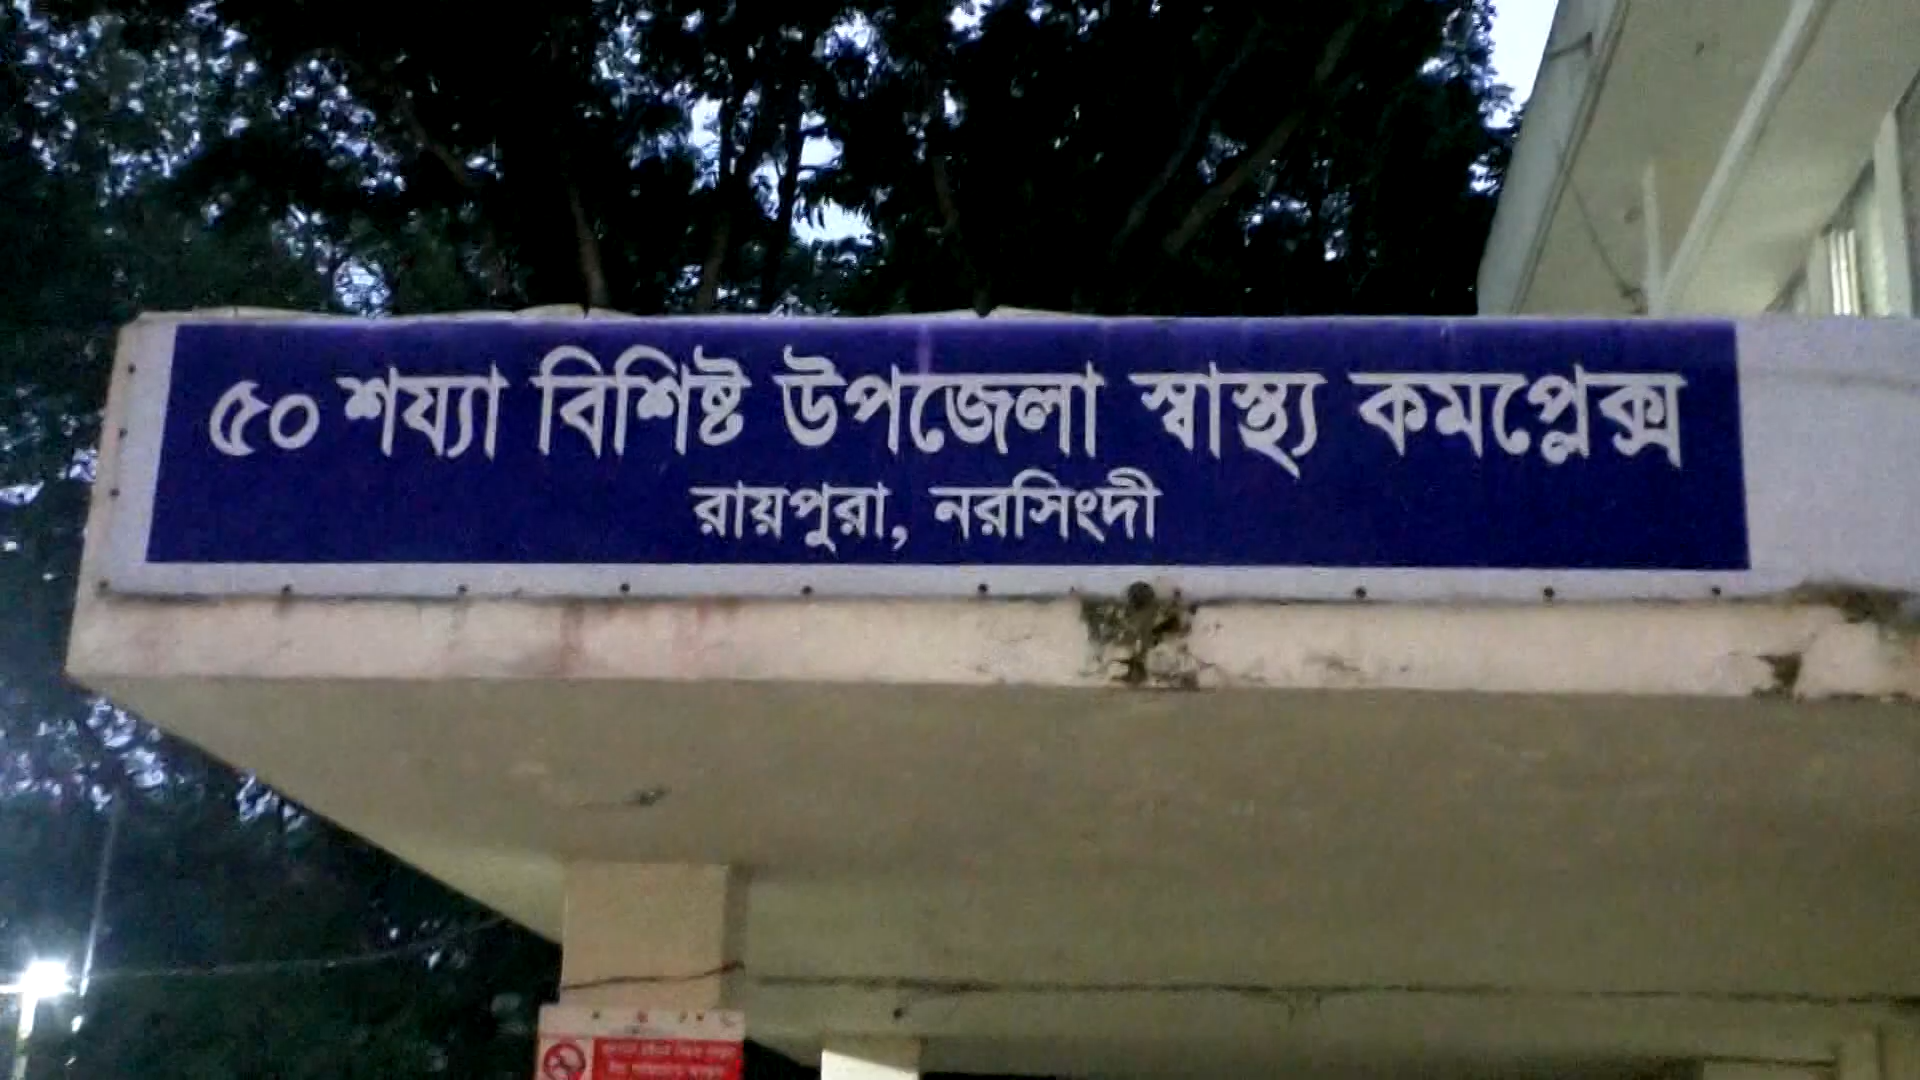 ৫০ শয্যা বিশিষ্ট উপজেলা স্বাস্থ্য কমপ্লেক্স
রায়পুরা, নরসিংদী